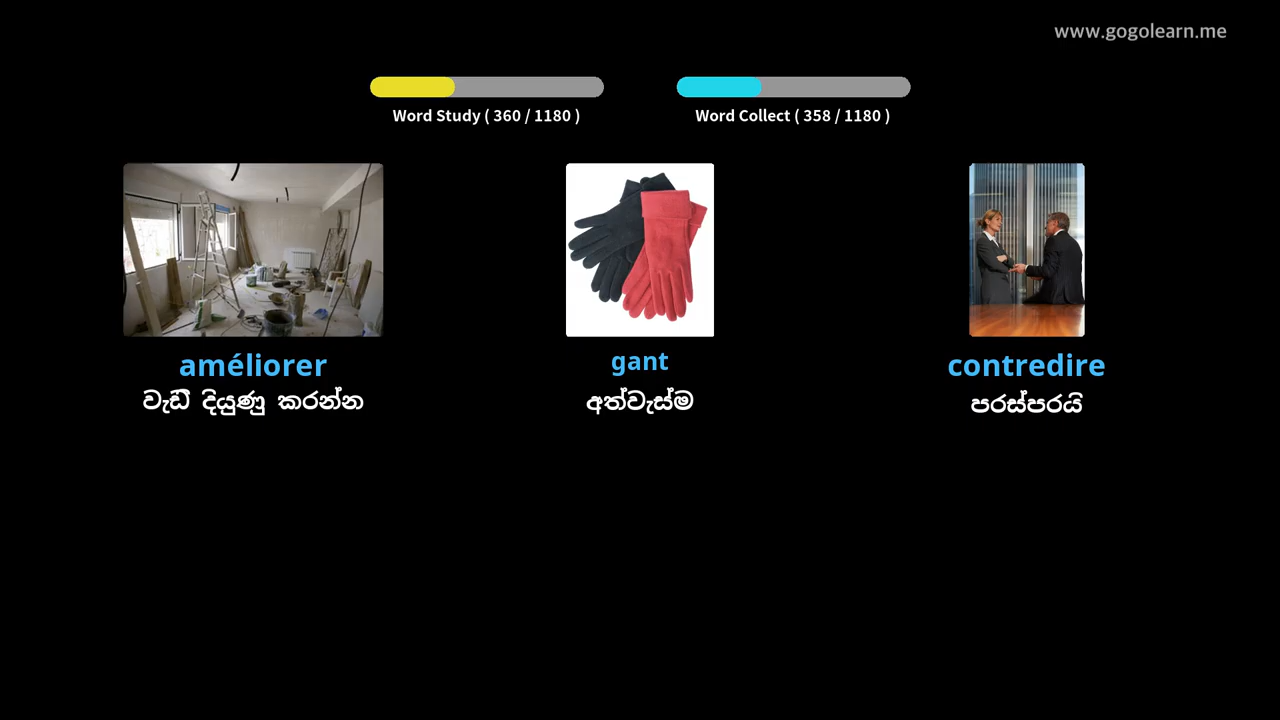 www.gogolearn.me
Word Study ( 360 / 1180 )
Word Collect ( 358 / 1180 )
améliorer
gant
contredire
වැඩි දියුණු කරන්න
අත්වැස්ම
පරස්පරයි